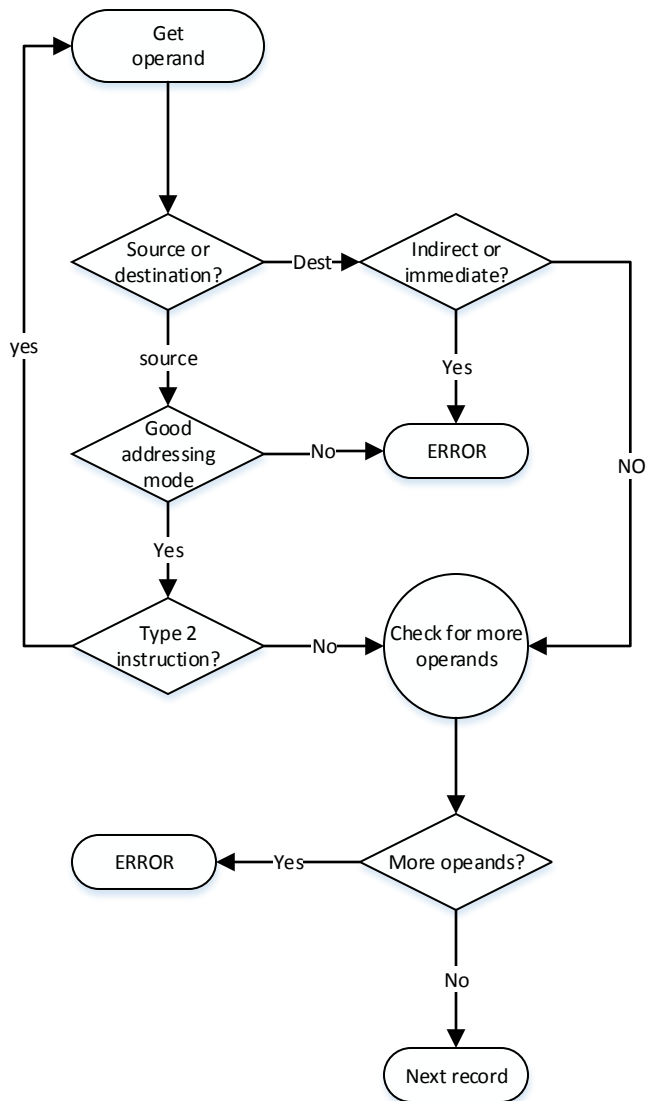 Get
operand
Source or
destination?
Dest
Indirect or
immediate?
yes
source
Yes
Good
addressing
mode
No
ERROR
NO
Yes
Type 2
instruction?
No
Check for more
operands
ERROR
Yes
More opeands?
No
Next record